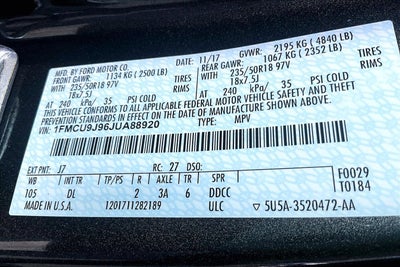 MFD. BY FORD MOTOR CO. 11/17 GVWR: 2195 KG ( 4840 LB)
FRONT GAWR: 1134 KG ( 2500 LB) REAR GAWR: 1067 KG ( 2352 LB)
235/50R18 97V TIRES 235/50R18 97V TIRES
18x7.5J RIMS 18x7.5J RIMS
AT 240 kPa/ 35 PSI COLD AT 240 kPa/ 35 PSI COLD
THIS VEHICLE CONFORMS TO ALL APPLICABLE FEDERAL MOTOR VEHICLE SAFETY AND THEFT
PREVENTION STANDARDS IN EFFECT ON THE DATE OF MANUFACTURE SHOWN ABOVE.
VIN: 1FMCU9J96JUA88920 TYPE: MPV
EXT PNT: J7 RC: 27 DSO: F0029
WB INT TR TP/PS R AXLE TR SPR T0184
105 DL 2 3A 6 DDCC
MADE IN U.S.A. 1201711282189 ULC 5U5A-3520472-AA